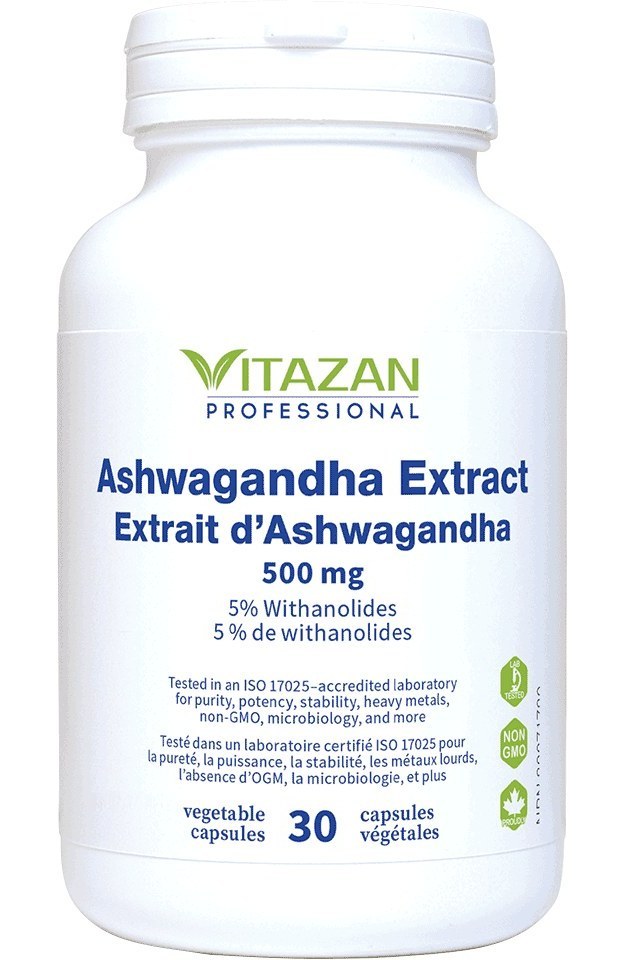 VITAZAN
PROFESSIONAL
Ashwagandha Extract
Extrait d’Ashwagandha
500 mg
5% Withanolides
5 % de withanolides
Tested in an ISO 17025–accredited laboratory
for purity, potency, stability, heavy metals,
non-GMO, microbiology, and more
Testé dans un laboratoire certifié ISO 17025 pour
la pureté, la puissance, la stabilité, les métaux lourds,
l’absence d’OGM, la microbiologie, et plus
vegetable
capsules
30
capsules
végétales
LAB
TESTED
NON
GMO
PROUDLY